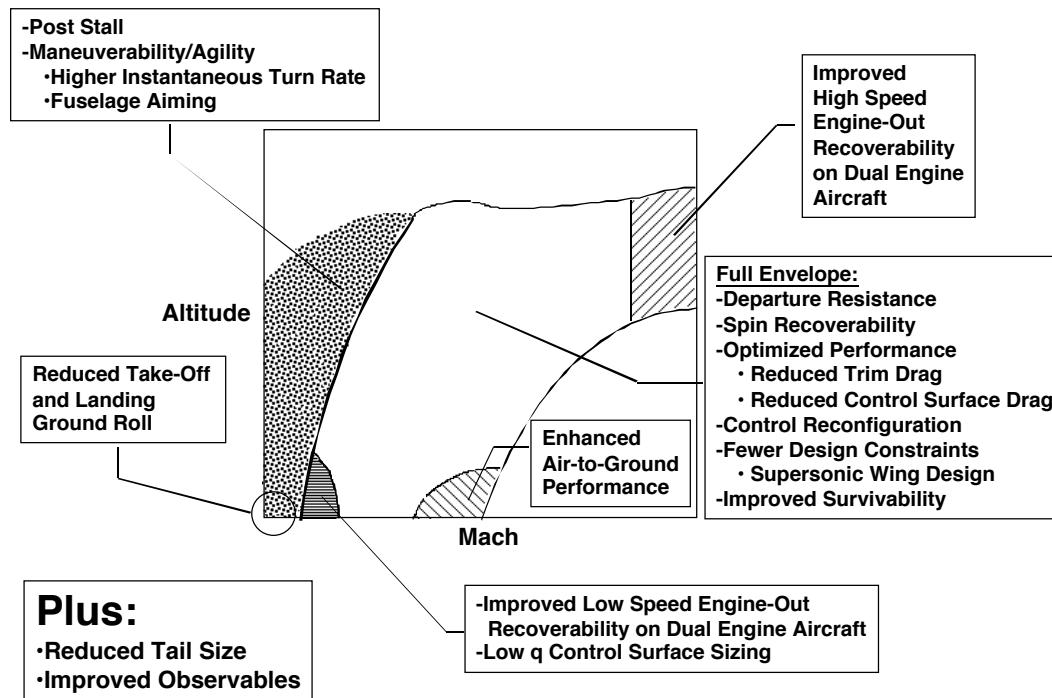 -Post Stall
-Maneuverability/Agility
•Higher Instantaneous Turn Rate
•Fuselage Aiming
Improved
High Speed
Engine-Out
Recoverability
on Dual Engine
Aircraft
Altitude
Full Envelope:
-Departure Resistance
-Spin Recoverability
-Optimized Performance
• Reduced Trim Drag
• Reduced Control Surface Drag
-Control Reconfiguration
-Fewer Design Constraints
• Supersonic Wing Design
-Improved Survivability
Reduced Take-Off
and Landing
Ground Roll
Enhanced
Air-to-Ground
Performance
Mach
Plus:
•Reduced Tail Size
•Improved Observables
-Improved Low Speed Engine-Out
Recoverability on Dual Engine Aircraft
-Low q Control Surface Sizing